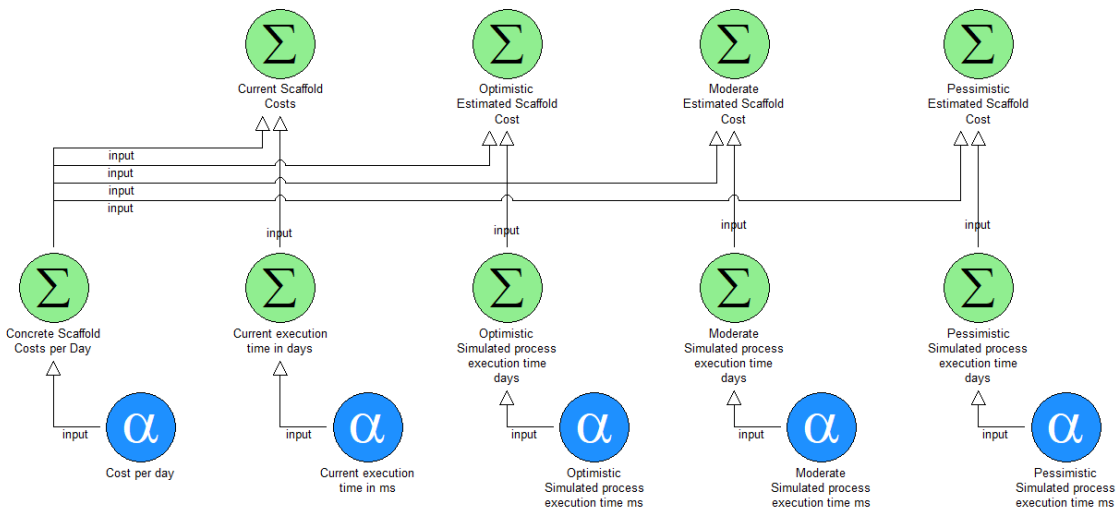 Σ
Σ
Σ
Σ
Current Scaffold
Costs
Optimistic
Estimated Scaffold
Cost
Moderate
Estimated Scaffold
Cost
Pessimistic
Estimated Scaffold
Cost
input
input
input
input
input
input
input
input
Σ
Σ
Σ
Σ
Σ
Concrete Scaffold
Costs per Day
Current execution
time in days
Optimistic
Simulated process
execution time
days
Moderate
Simulated process
execution time
days
Pessimistic
Simulated process
execution time
days
input
α
input
α
input
α
input
α
input
α
Cost per day
Current execution
time in ms
Optimistic
Simulated process
execution time ms
Moderate
Simulated process
execution time ms
Pessimistic
Simulated process
execution time ms